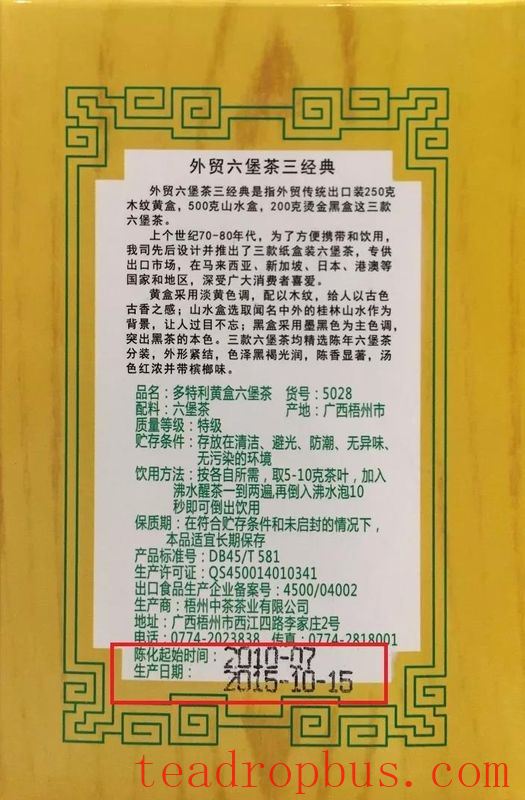 外贸六堡茶三经典
外贸六堡茶三经典是指外贸传统出口装250克
木纹黄盒，500克山水盒，200克烫金黑盒这三款
六堡茶。
上个世纪70-80年代，为了方便携带和饮用，
我司先后设计并推出了三款纸盒装六堡茶，专供
出口市场，在马来西亚、新加坡、日本、港澳等
国家和地区，深受广大消费者喜爱。
黄盒采用淡黄色调，配以木纹，给人以古色
古香之感；山水盒选取闻名中外的桂林山水作为
背景，让人过目不忘；黑盒采用墨黑色为主色调，
突出黑茶的本色。三款六堡茶均精选陈年六堡茶
分装，外形紧结，色泽黑褐光润，陈香显著，汤
色红浓并带槟榔味。
品名：多特利黄盒六堡茶 货号：5028
配料：六堡茶 产地：广西梧州市
质量等级：特级
贮存条件：存放在清洁、避光、防潮、无异味、
无污染的环境
饮用方法：按各自所需，取5-10克茶叶，加入
沸水醒茶一到两遍,再倒入沸水泡10
秒即可倒出饮用
保质期：在符合贮存条件和未启封的情况下，
本品适宜长期保存
产品标准号：DB45/T 581
生产许可证：QS450014010341
出口食品生产企业备案号：4500/04002
生产商：梧州中茶茶业有限公司
地址：广西梧州市西江四路李家庄2号
电话：0774-2023838 传真：0774-2818001
陈化起始时间：2010-07
生产日期：2015-10-15
teadropbus.com